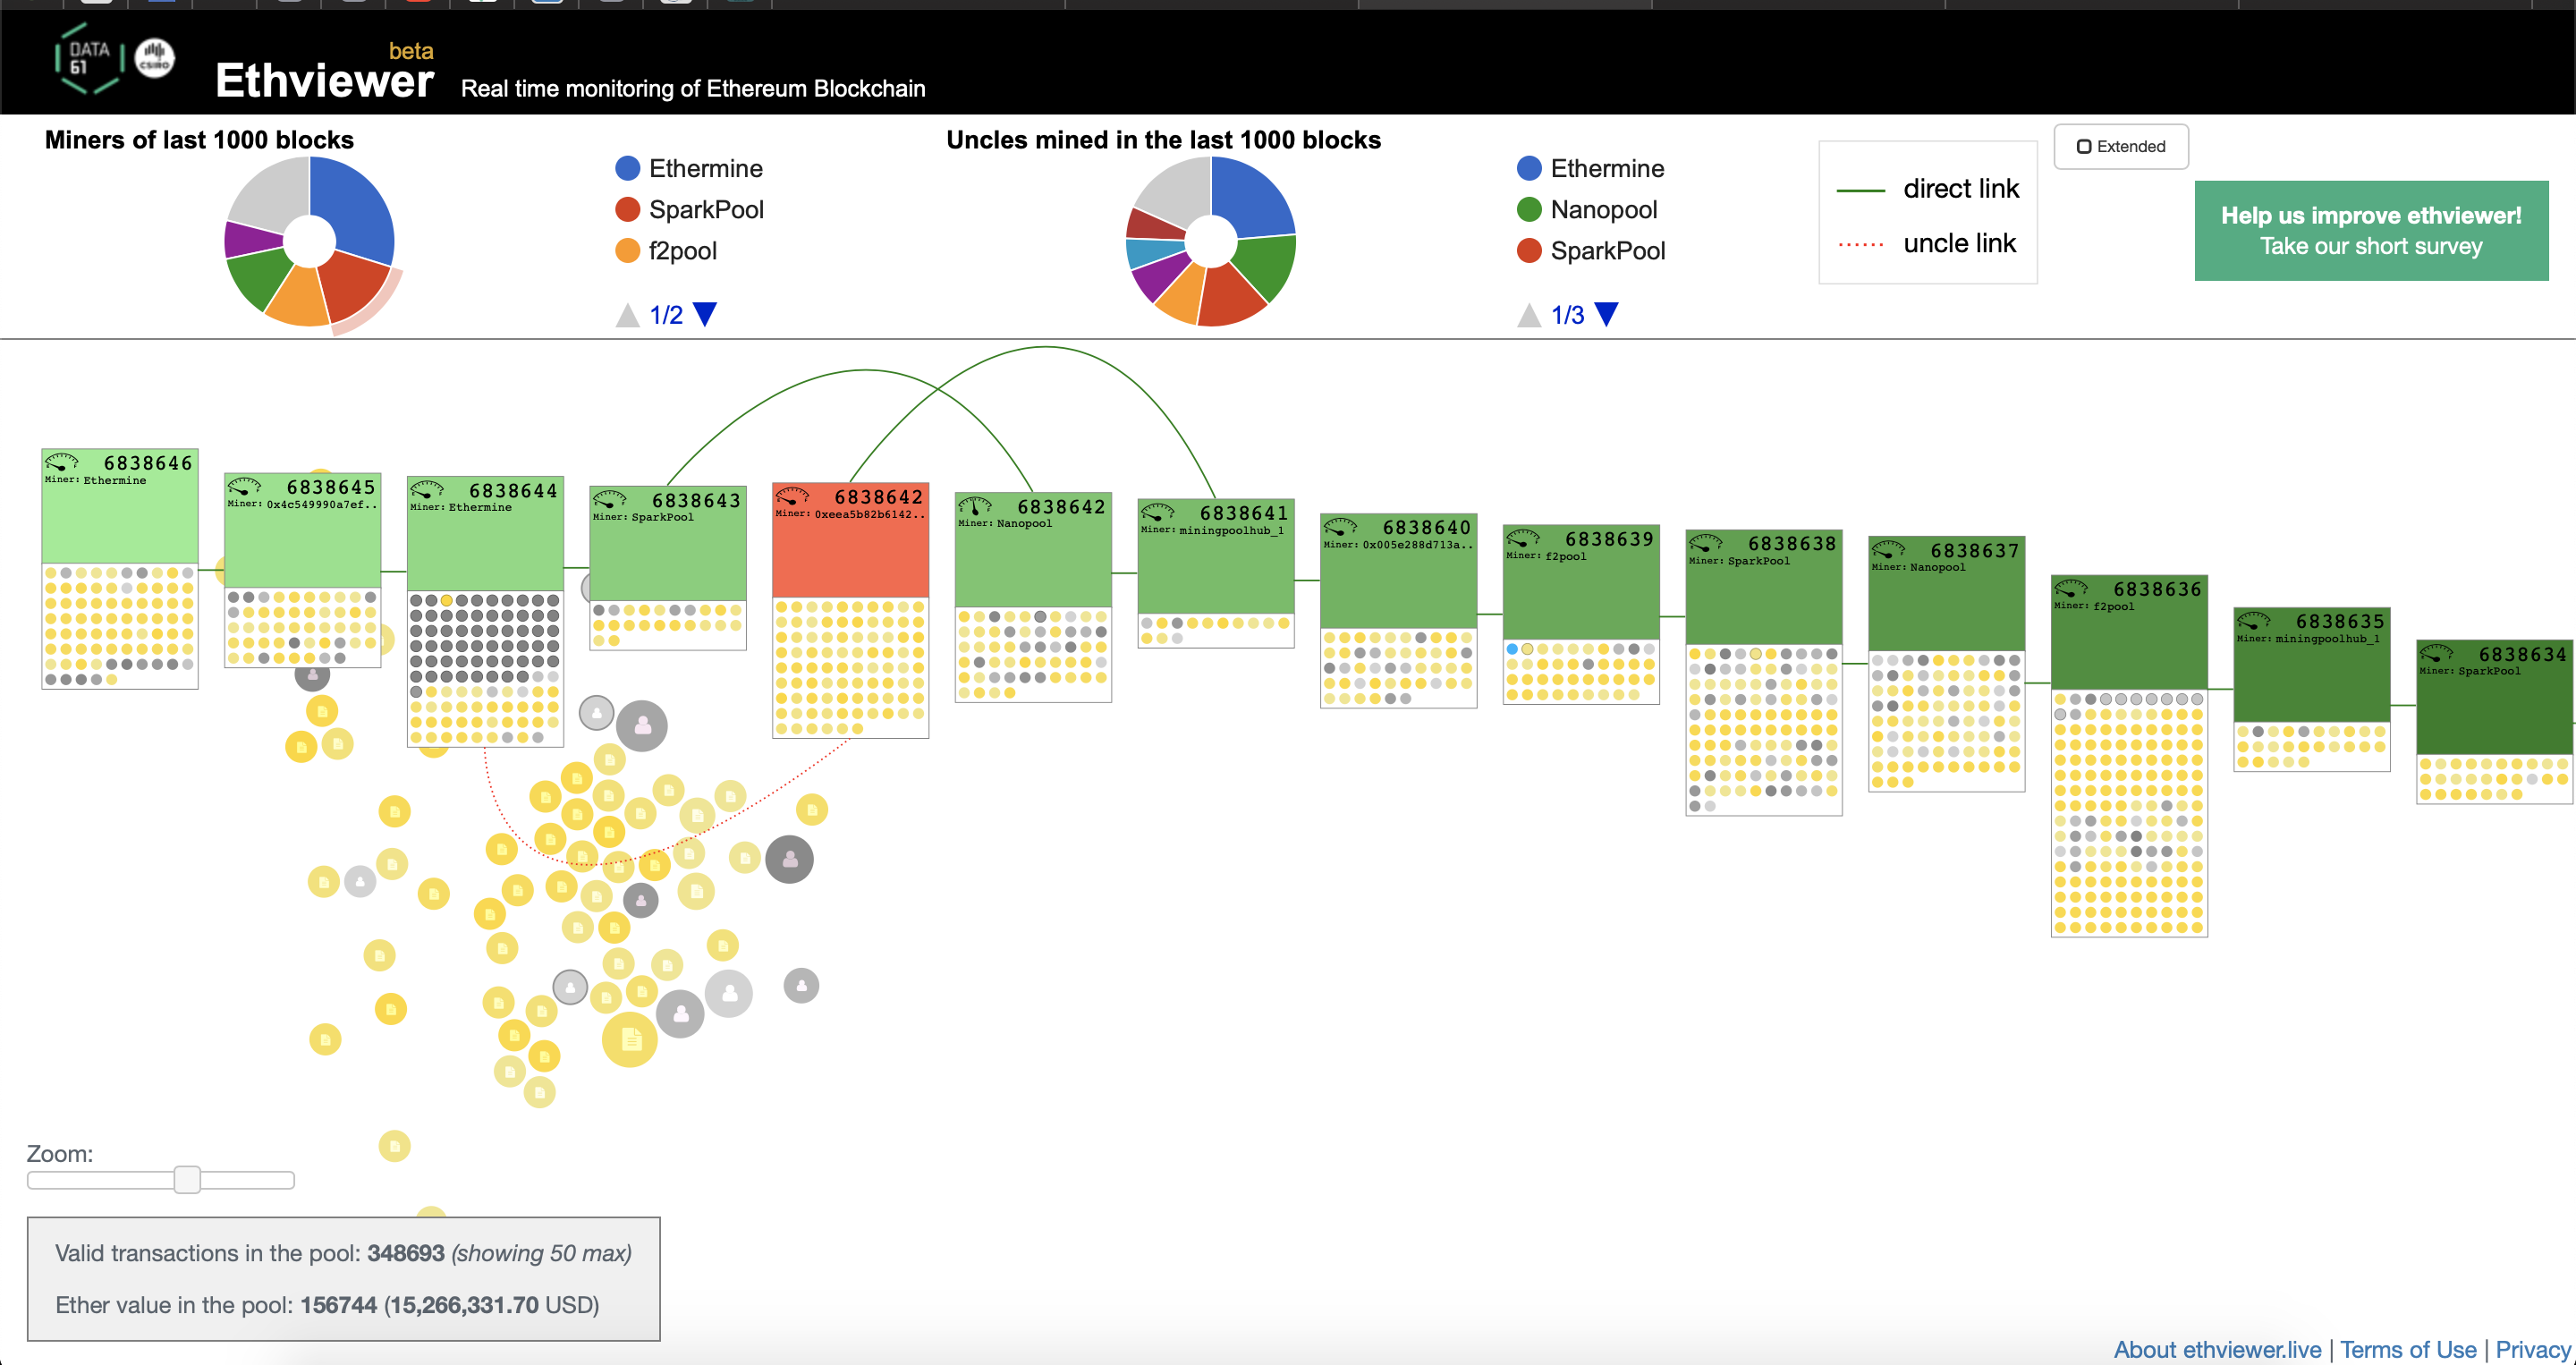 DATA
61
CSIRO
beta
Ethviewer
Real time monitoring of Ethereum Blockchain
Miners of last 1000 blocks
Ethermine
SparkPool
f2pool
1/2
Uncles mined in the last 1000 blocks
Ethermine
Nanopool
SparkPool
1/3
direct link
uncle link
Extended
Help us improve ethviewer!
Take our short survey
6838646
Miner: Ethermine
6838645
Miner: 0x4c549990a7ef..
6838644
Miner: Ethermine
6838643
Miner: SparkPool
6838642
Miner: 0xeea5b82b6142..
6838642
Miner: Nanopool
6838641
Miner: miningpoolhub_1
6838640
Miner: 0x005e288d713a..
6838639
Miner: f2pool
6838638
Miner: SparkPool
6838637
Miner: Nanopool
6838636
Miner: f2pool
6838635
Miner: miningpoolhub_1
6838634
Miner: SparkPool
Zoom:
Valid transactions in the pool: 348693 (showing 50 max)
Ether value in the pool: 156744 (15,266,331.70 USD)
About ethviewer.live | Terms of Use | Privacy